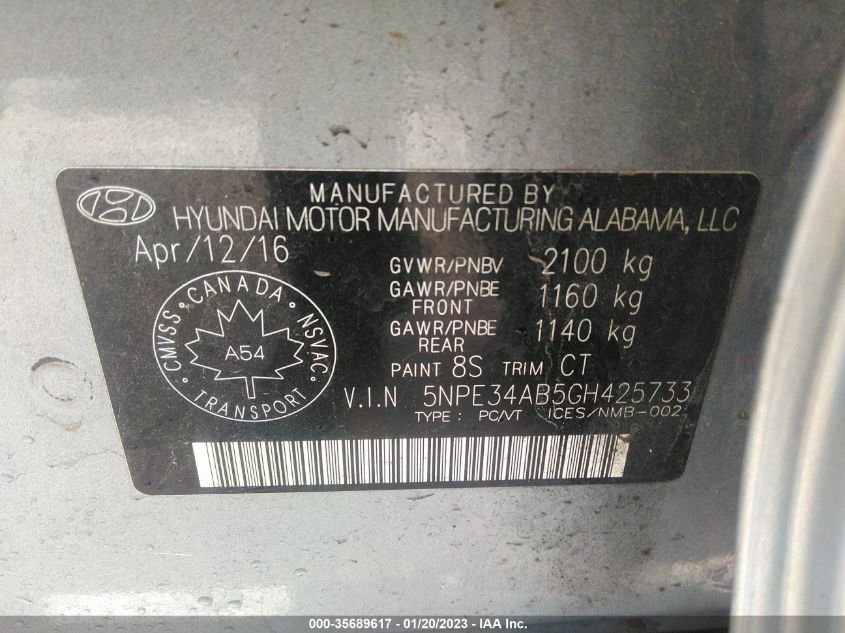 MANUFACTURED BY
HYUNDAI MOTOR MANUFACTURING ALABAMA, LLC
Apr/12/16
GVWR/PNBV 2100 kg
GAWR/PNBE FRONT 1160 kg
GAWR/PNBE REAR 1140 kg
PAINT 8S TRIM CT
V.I.N 5NPE34AB5GH425733
TYPE : PC/VT ICES/NMB-002
CANADA
CMVSS NSVAC
A54
TRANSPORT
000-35689617 - 01/20/2023 - IAA Inc.